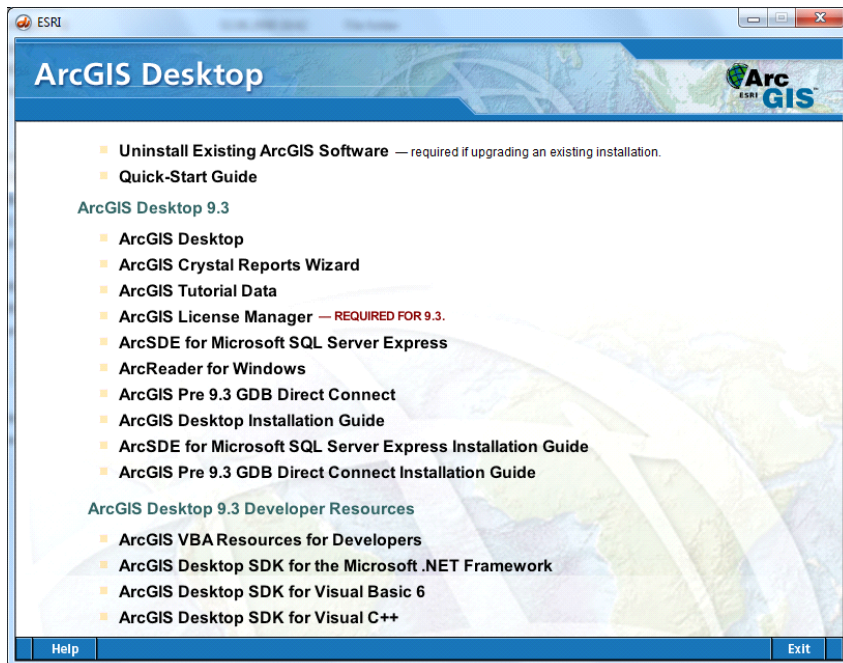 ESRI
ArcGIS Desktop
Arc
ESRI GIS
Uninstall Existing ArcGIS Software — required if upgrading an existing installation.
Quick-Start Guide
ArcGIS Desktop 9.3
ArcGIS Desktop
ArcGIS Crystal Reports Wizard
ArcGIS Tutorial Data
ArcGIS License Manager — REQUIRED FOR 9.3.
ArcSDE for Microsoft SQL Server Express
ArcReader for Windows
ArcGIS Pre 9.3 GDB Direct Connect
ArcGIS Desktop Installation Guide
ArcSDE for Microsoft SQL Server Express Installation Guide
ArcGIS Pre 9.3 GDB Direct Connect Installation Guide
ArcGIS Desktop 9.3 Developer Resources
ArcGIS VBA Resources for Developers
ArcGIS Desktop SDK for the Microsoft .NET Framework
ArcGIS Desktop SDK for Visual Basic 6
ArcGIS Desktop SDK for Visual C++
Help
Exit